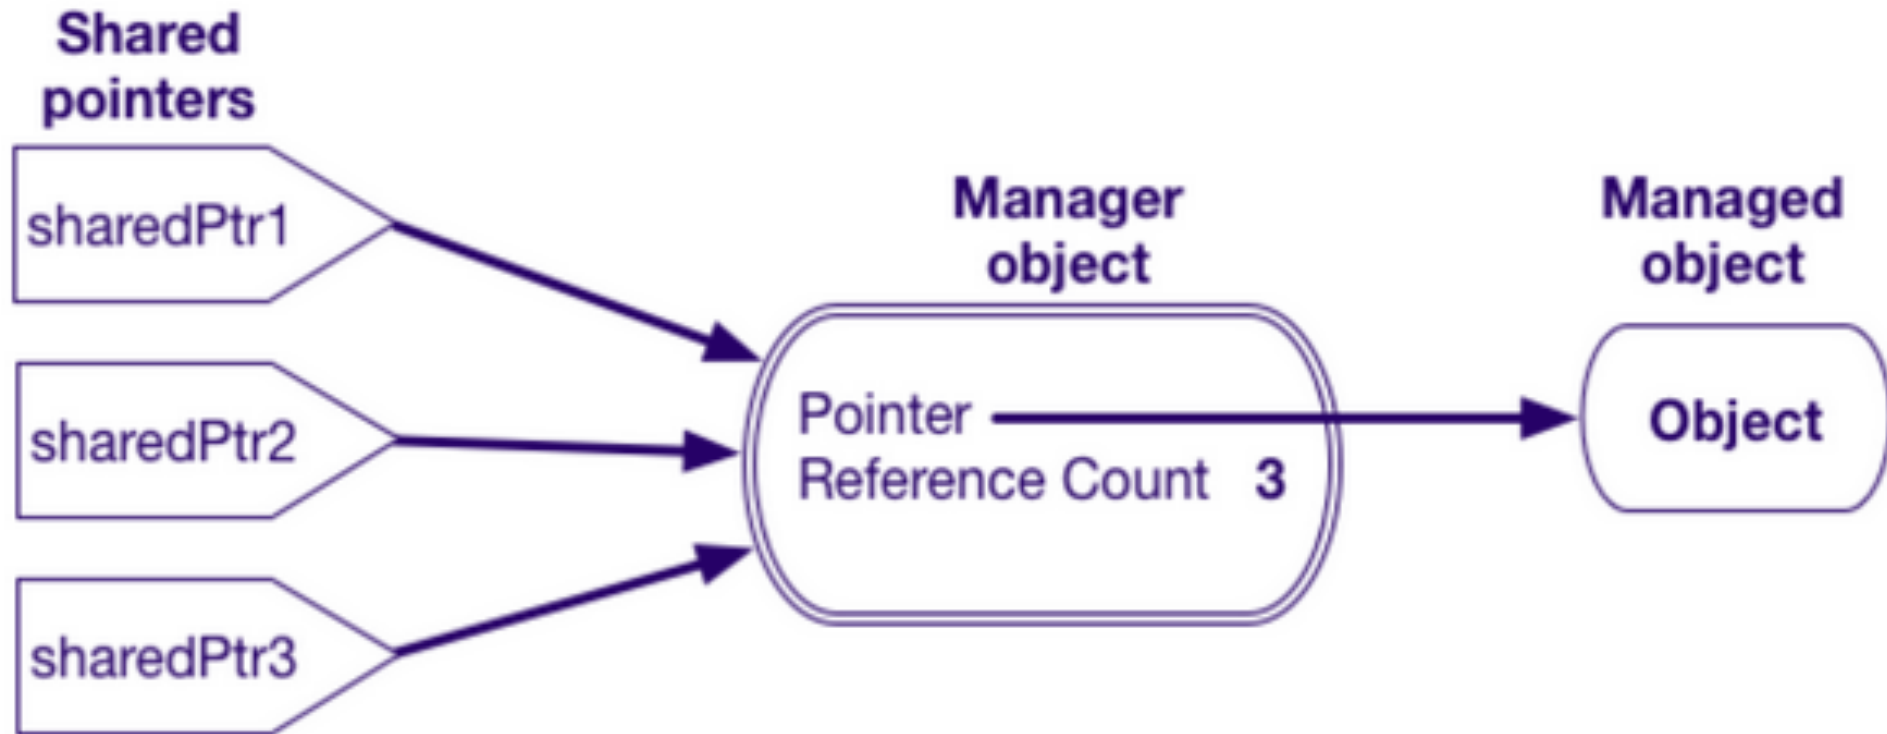 Shared
pointers
sharedPtr1
sharedPtr2
sharedPtr3
Manager
object
Pointer
Reference Count 3
Managed
object
Object